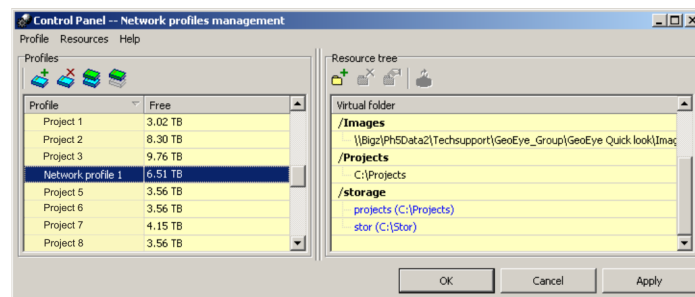 Control Panel -- Network profiles management
Profile Resources Help
Profiles
Profile Free
Project 1 3.02 TB
Project 2 8.30 TB
Project 3 9.76 TB
Network profile 1 6.51 TB
Project 5 3.56 TB
Project 6 3.56 TB
Project 7 4.15 TB
Project 8 3.56 TB
Resource tree
Virtual folder
/Images
\\Bigz\Ph5Data2\Techsupport\GeoEye_Group\GeoEye Quick look\Imag
/Projects
C:\Projects
/storage
projects (C:\Projects)
stor (C:\Stor)
OK Cancel Apply